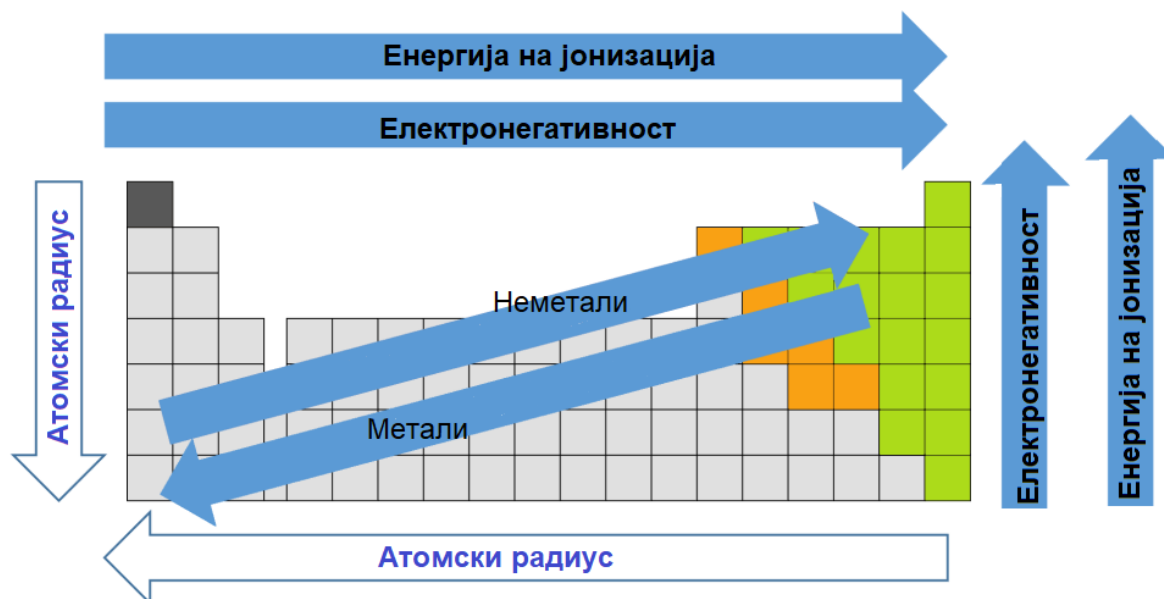 Енергија на јонизација
Електронегативност
Атомски радиус
Неметали
Метали
Електронегативност
Енергија на јонизација
Атомски радиус